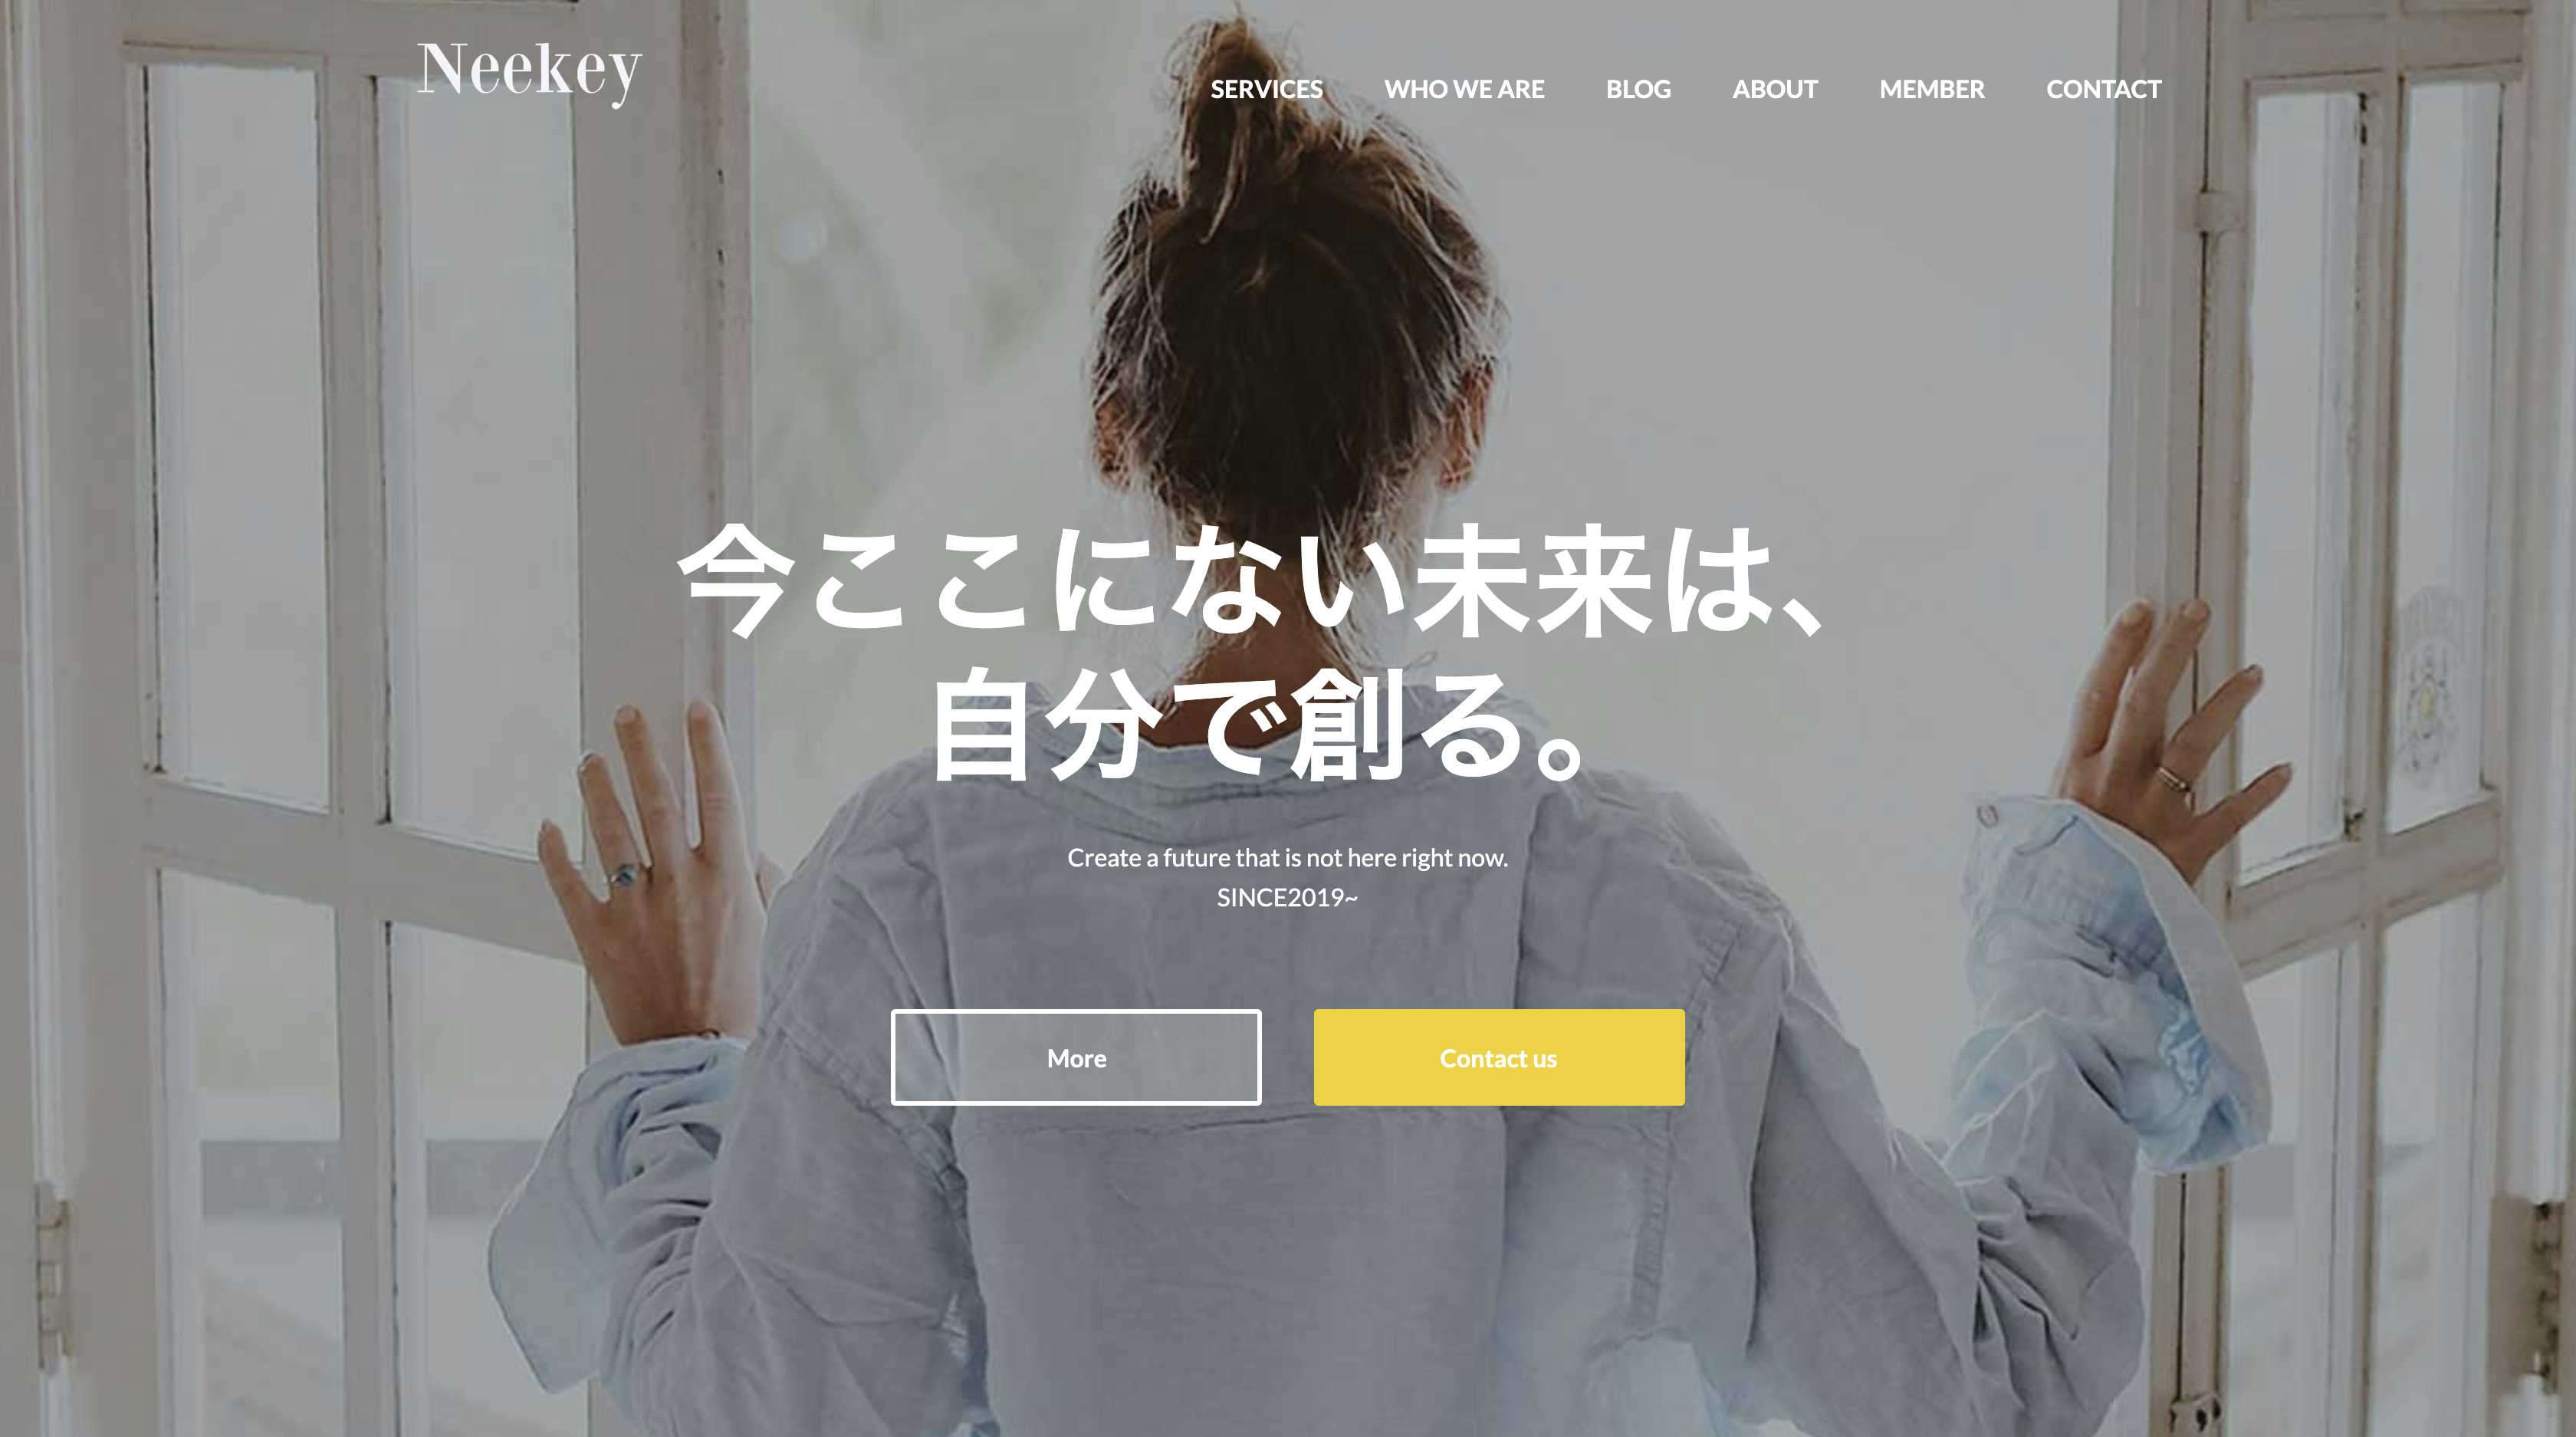 Neekey
SERVICES WHO WE ARE BLOG ABOUT MEMBER CONTACT
今ここにない未来は、
自分で創る。
Create a future that is not here right now.
SINCE2019~
More Contact us